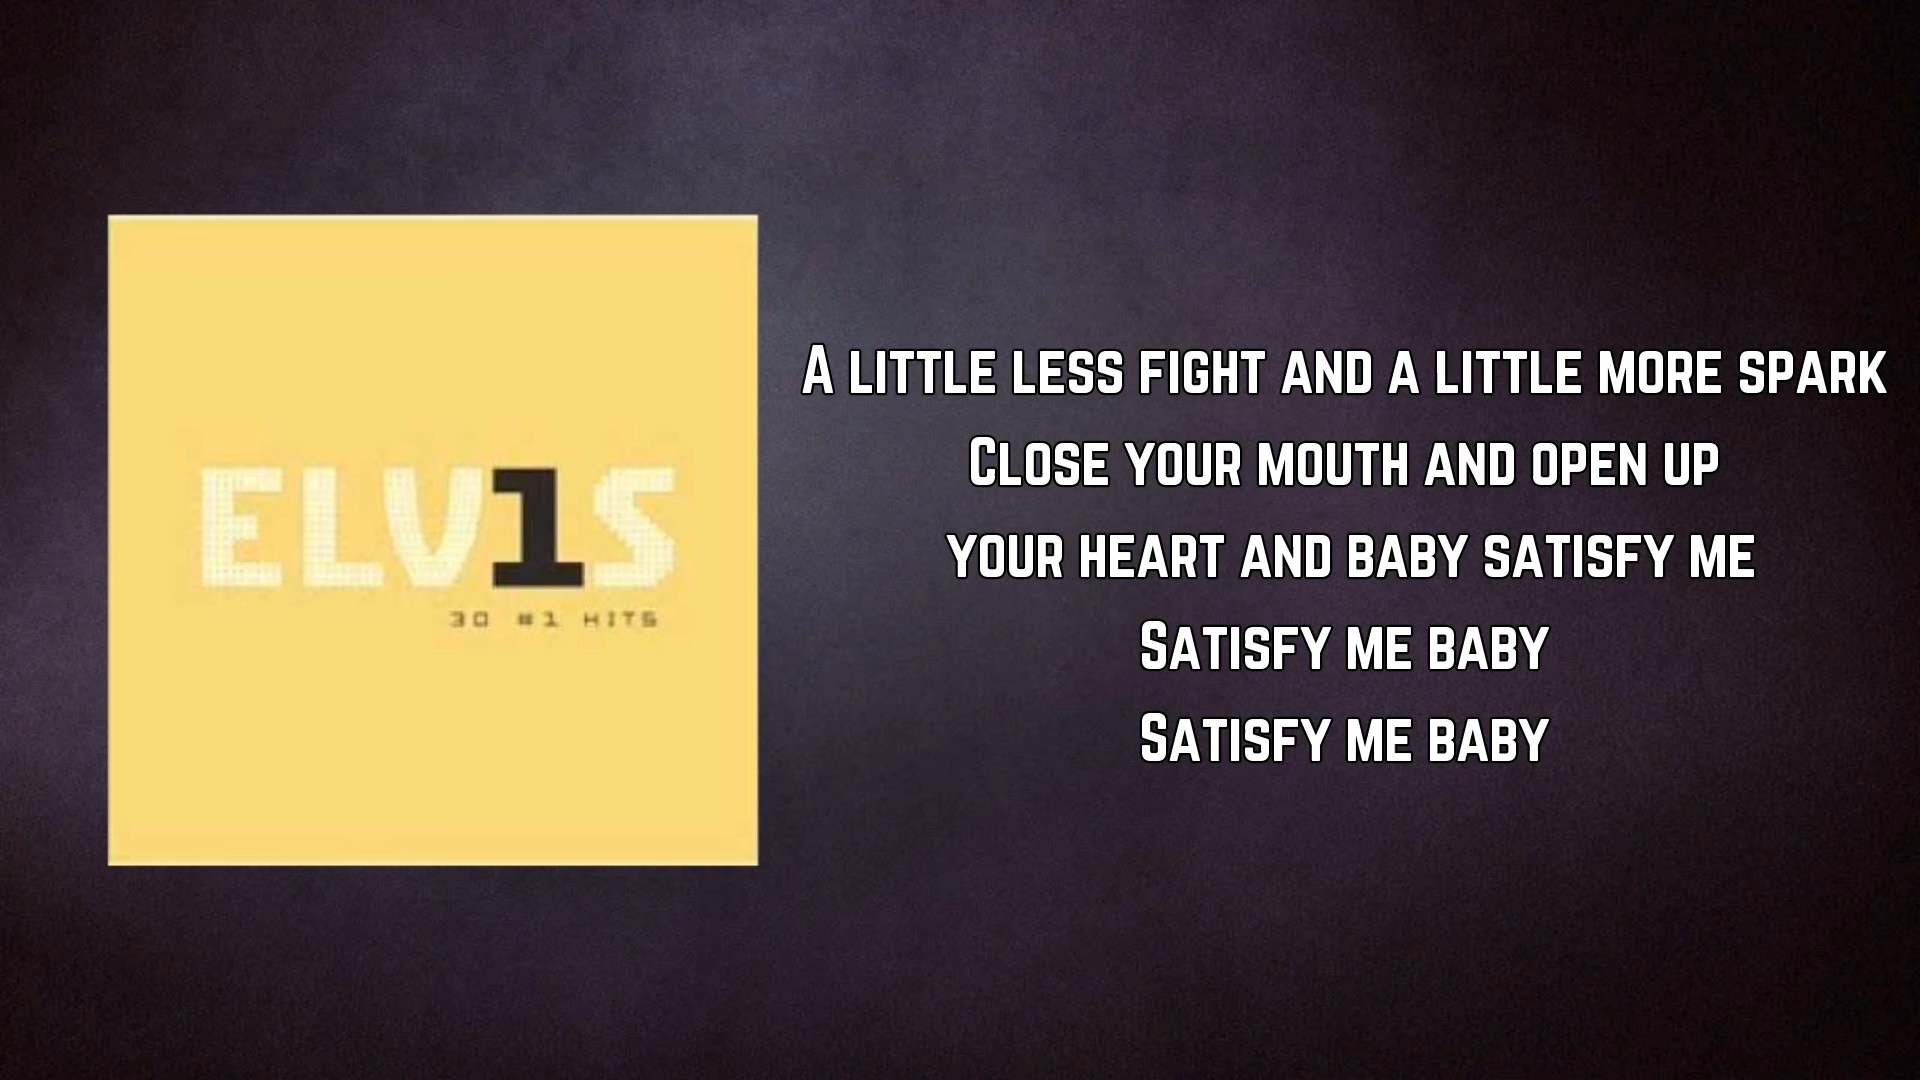 ELV1S
30 #1 HITS
A LITTLE LESS FIGHT AND A LITTLE MORE SPARK
CLOSE YOUR MOUTH AND OPEN UP
YOUR HEART AND BABY SATISFY ME
SATISFY ME BABY
SATISFY ME BABY